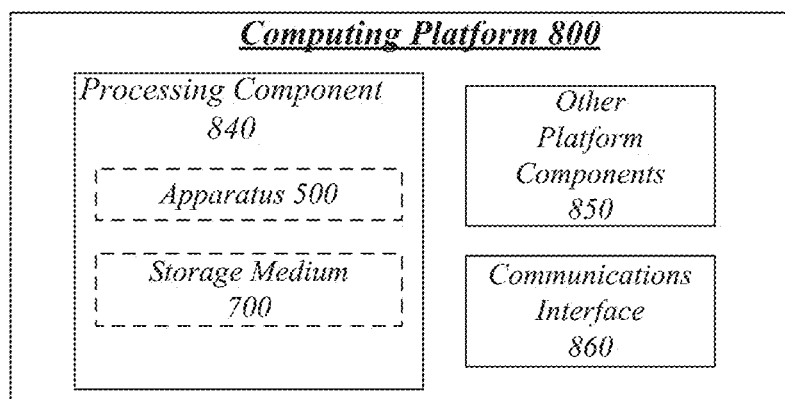 Computing Platform 800
Processing Component
840
Apparatus 500
Storage Medium
700
Other
Platform
Components
850
Communications
Interface
860